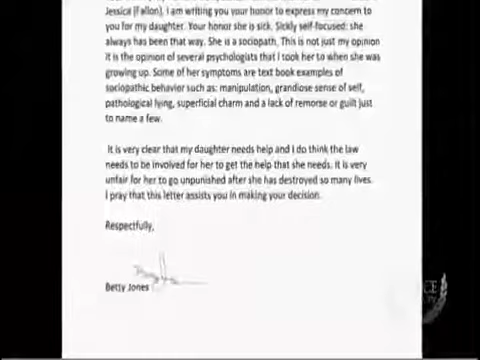 Jessica [Fallon]. I am writing you your honor to express my concern to
you for my daughter. Your honor she is sick. Sickly self-focused: she
always has been that way. She is a sociopath. This is not just my opinion
it is the opinion of several psychologists that I took her to when she was
growing up. Some of her symptoms are text book examples of
sociopathic behavior such as: manipulation, grandiose sense of self,
pathological lying, superficial charm and a lack of remorse or guilt just
to name a few.
It is very clear that my daughter needs help and I do think the law
needs to be involved for her to get the help that she needs. It is very
unfair for her to go unpunished after she has destroyed so many lives.
I pray that this letter assists you in making your decision.
Respectfully,
Betty Jones